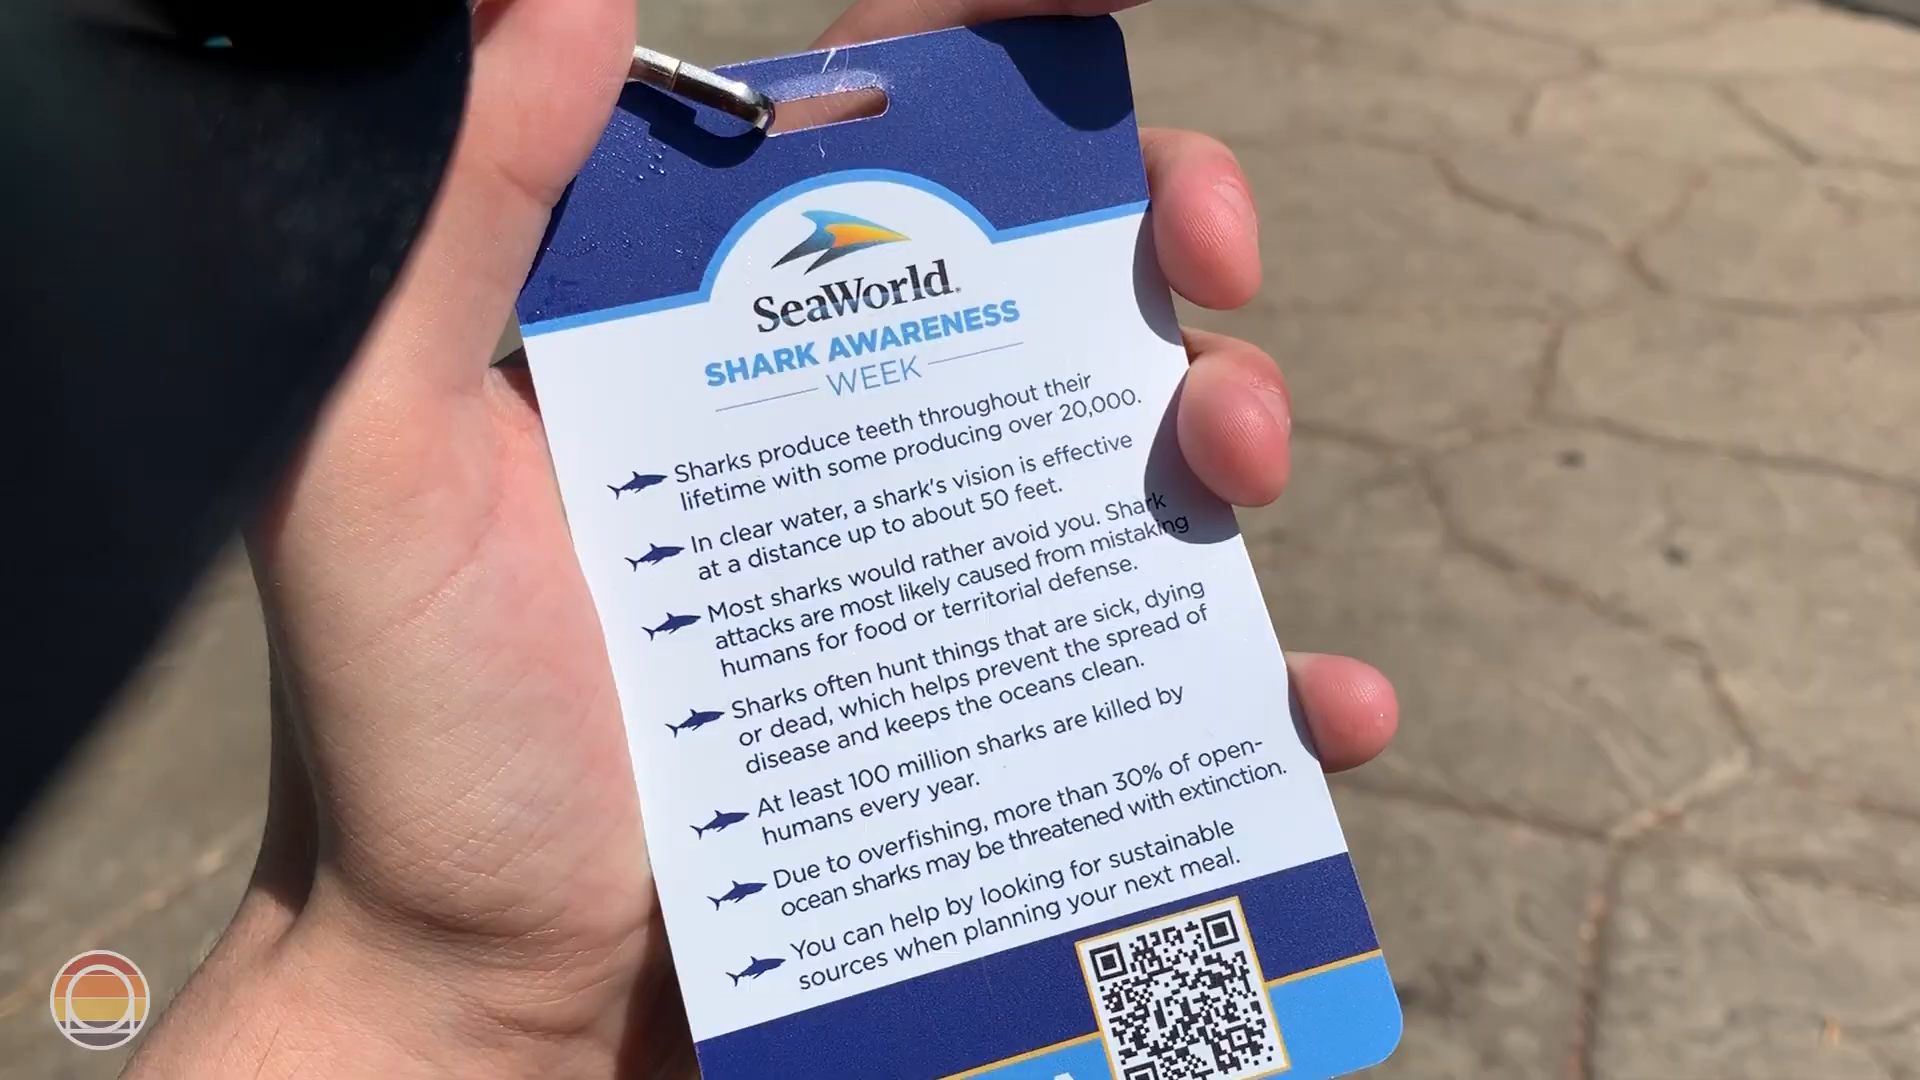 SeaWorld.
SHARK AWARENESS
WEEK
Sharks produce teeth throughout their
lifetime with some producing over 20,000.
In clear water, a shark's vision is effective
at a distance up to about 50 feet.
Most sharks would rather avoid you. Shark
attacks are most likely caused from mistaking
humans for food or territorial defense.
Sharks often hunt things that are sick, dying
or dead, which helps prevent the spread of
disease and keeps the oceans clean.
At least 100 million sharks are killed by
humans every year.
Due to overfishing, more than 30% of open-
ocean sharks may be threatened with extinction.
You can help by looking for sustainable
sources when planning your next meal.